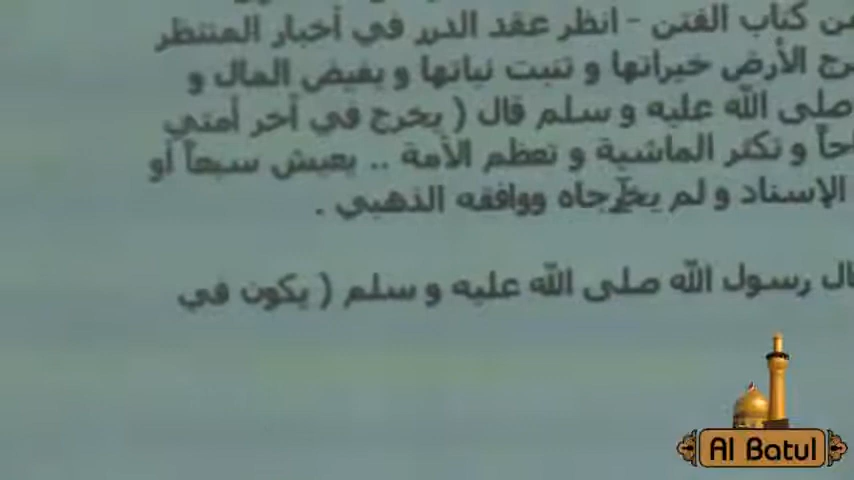 من كتاب الفتن - انظر عقد الدرر في أخبار المنتظر
خيراتها و تنبت نباتها و يفيض المال و
صلى الله عليه و سلم قال ( يخرج في آخر أمتي
و تكثر الماشية و تعظم الأمة .. يعيش سبعاً أو
الإسناد و لم يخرجاه ووافقه الذهبي .
رسول الله صلى الله عليه و سلم ( يكون في
Al Batul